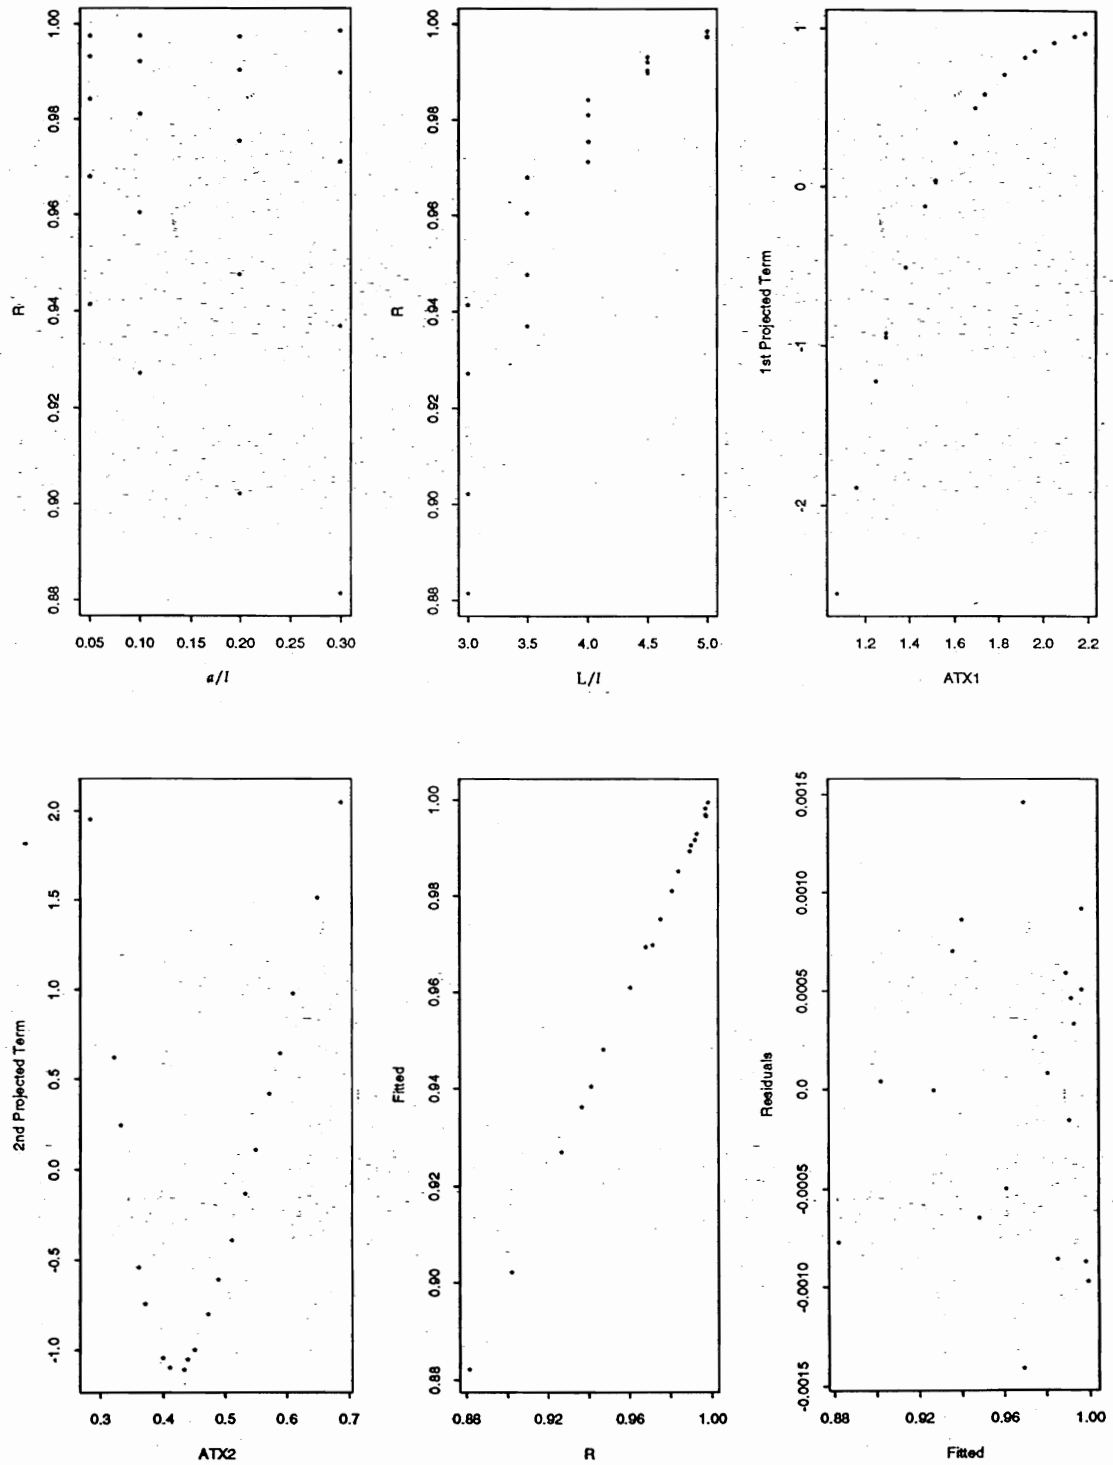 R
1.00
0.98
0.96
0.94
0.92
0.90
0.88
0.05 0.10 0.20 0.30
a/l
R
1.00
0.98
0.96
0.94
0.92
0.90
0.88
3.0 3.5 4.0 4.5 5.0
L/l
1st Projected Term
1
0
-1
-2
1.2 1.4 1.6 1.8 2.0 2.2
ATX1
2nd Projected Term
2.0
1.5
1.0
0.5
0.0
-0.5
-1.0
0.3 0.4 0.5 0.6 0.7
ATX2
Fitted
1.00
0.98
0.96
0.94
0.92
0.90
0.88
0.88 0.92 0.96 1.00
R
Residuals
0.0015
0.0010
0.0005
0.0
-0.0005
-0.0010
-0.0015
0.88 0.92 0.96 1.00
Fitted